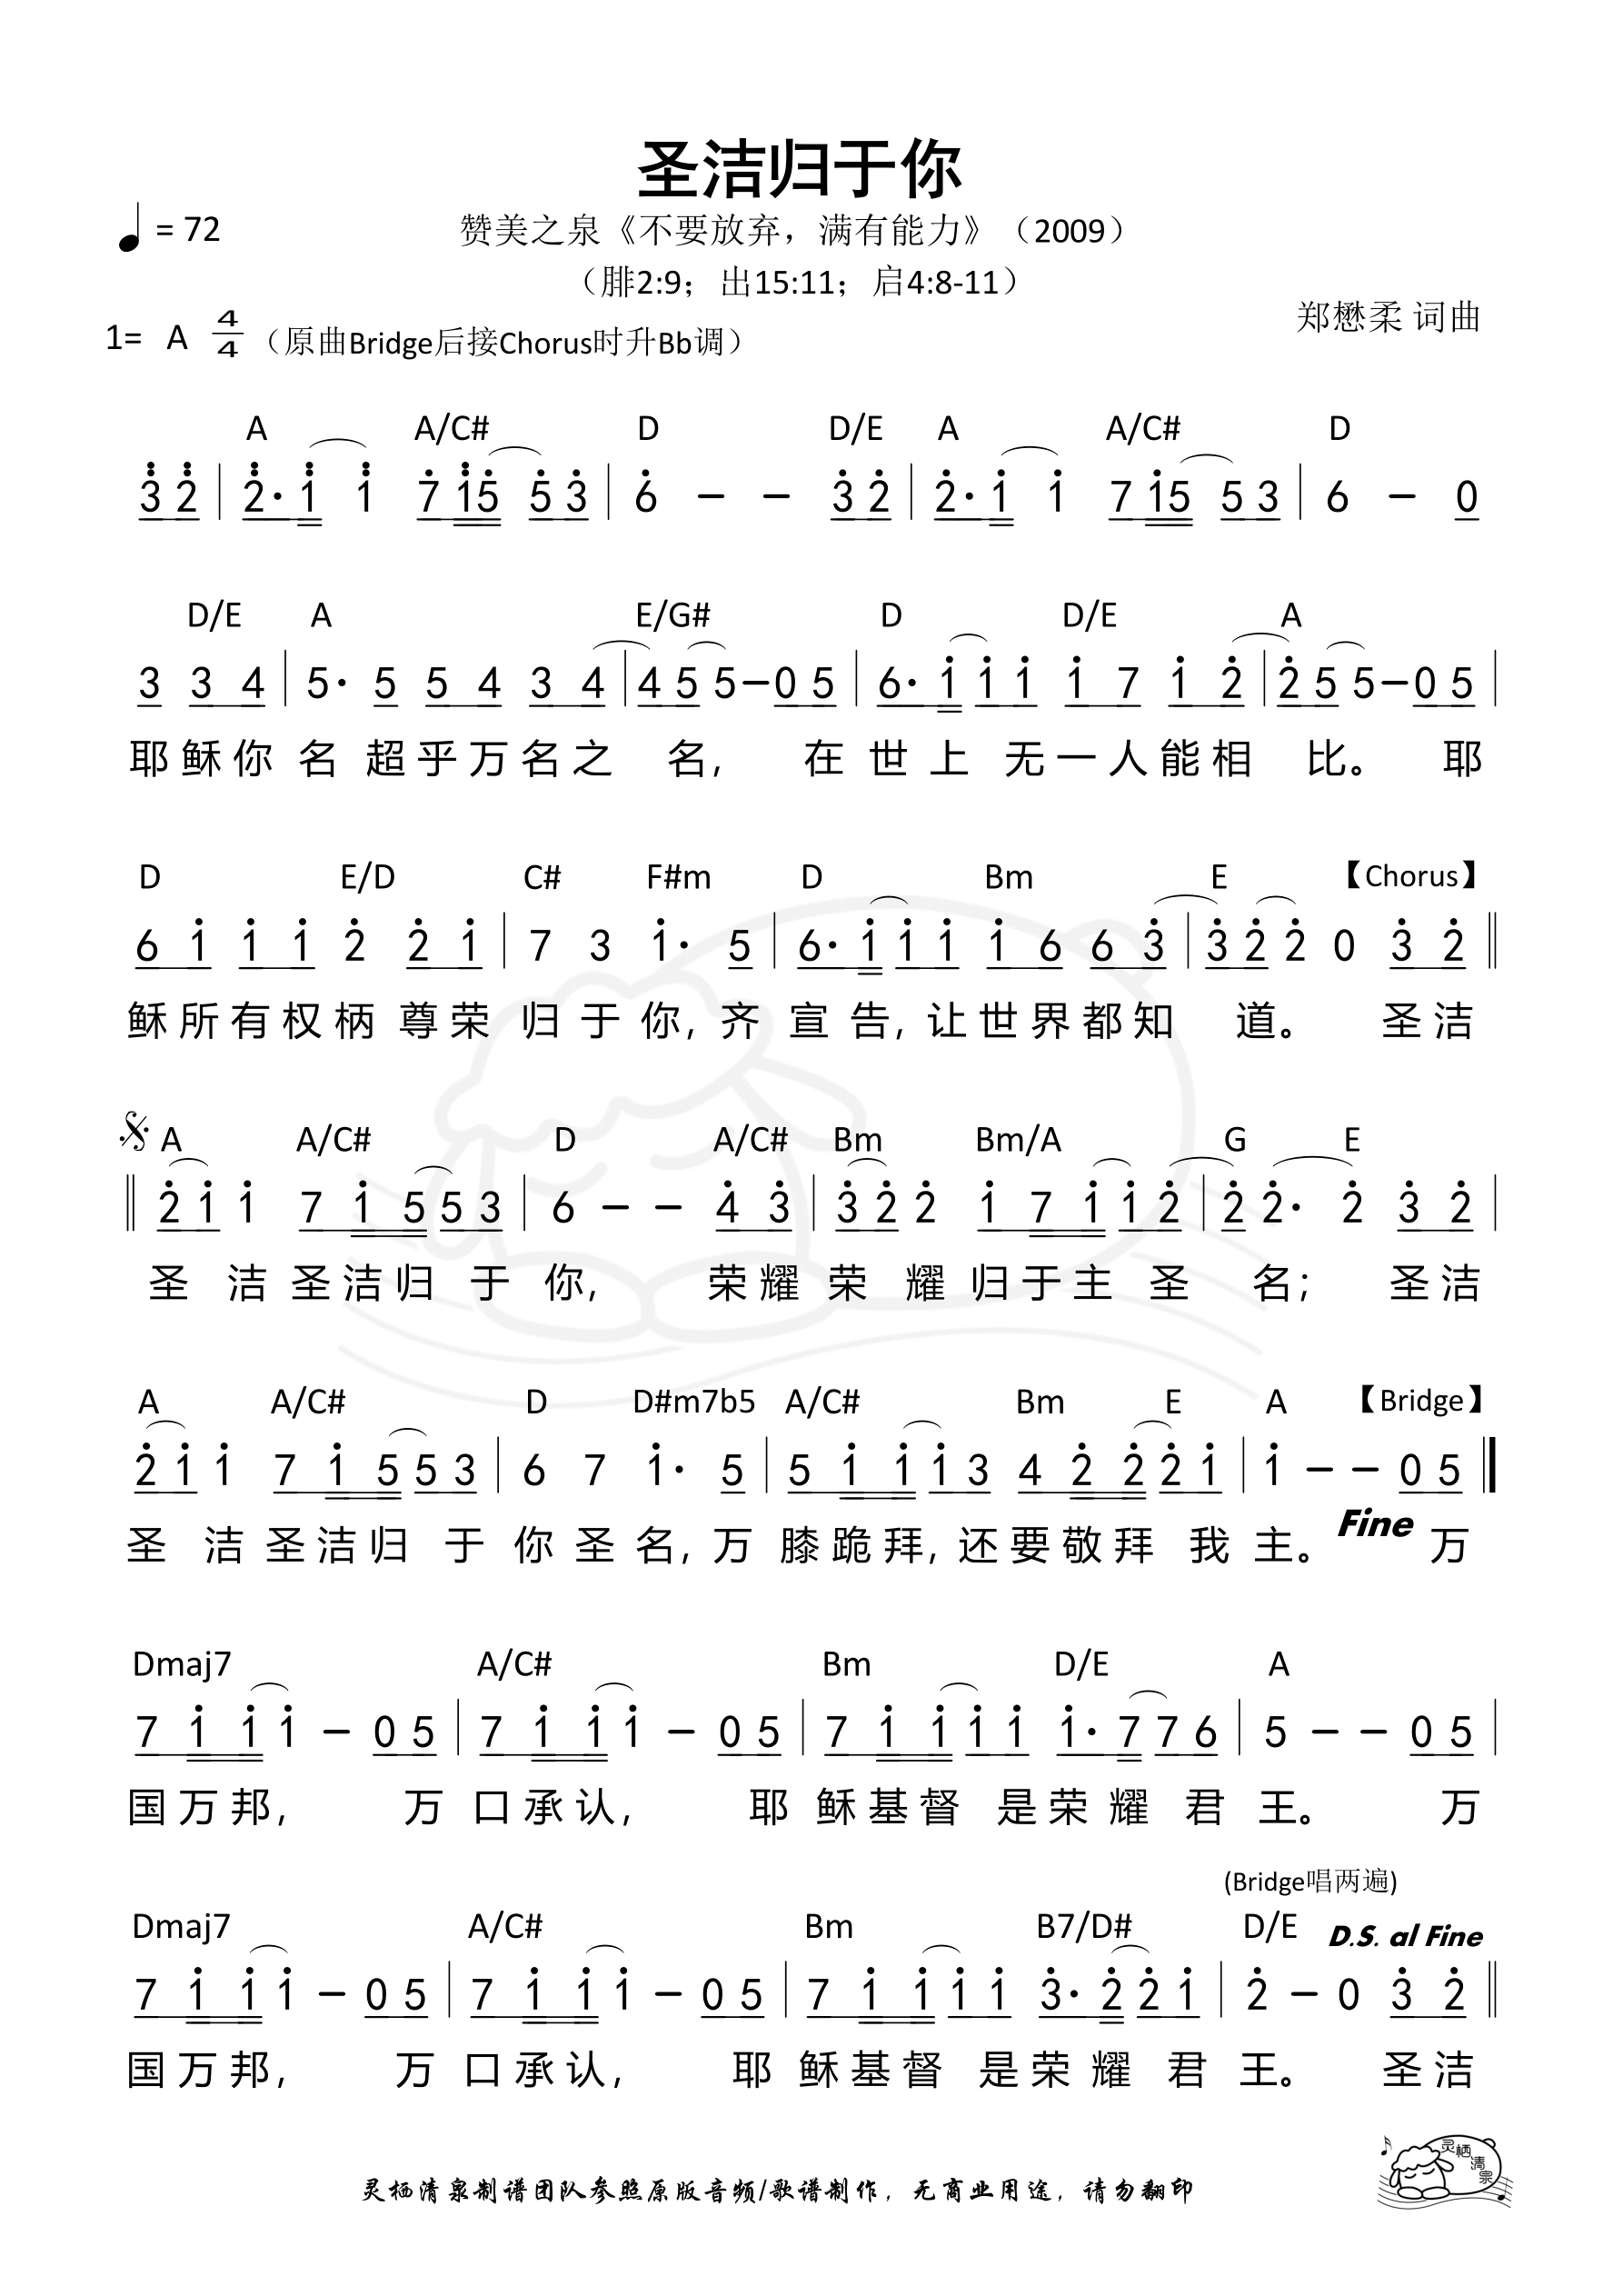 圣洁归于你
= 72
赞美之泉《不要放弃，满有能力》（2009）
（腓2:9；出15:11；启4:8-11）
郑懋柔 词曲
1= A 4/4 （原曲Bridge后接Chorus时升Bb调）
A A/C# D D/E A A/C# D
3 2 | 2· 1 1 7 1 5 5 3 | 6 – – 3 2 | 2· 1 1 7 1 5 5 3 | 6 – 0
D/E A E/G# D D/E A
3 3 4 | 5· 5 5 4 3 4 | 4 5 5 – 0 5 | 6· 1 1 1 1 7 1 2 | 2 5 5 – 0 5 |
耶稣你 名 超乎万名之 名, 在 世 上 无一人能相 比。 耶
D E/D C# F#m D Bm E 【Chorus】
6 1 1 1 2 2 1 | 7 3 1· 5 | 6· 1 1 1 1 6 6 3 | 3 2 2 0 3 2 ‖
稣所有权柄 尊荣 归 于 你, 齐 宣 告, 让世界都知 道。 圣洁
A A/C# D A/C# Bm Bm/A G E
‖ 2 1 1 7 1 5 5 3 | 6 – – 4 3 | 3 2 2 1 7 1 1 2 | 2 2· 2 3 2 |
圣 洁 圣洁归 于 你, 荣耀 荣 耀 归于主 圣 名; 圣洁
A A/C# D D#m7b5 A/C# Bm E A 【Bridge】
2 1 1 7 1 5 5 3 | 6 7 1· 5 | 5 1 1 1 3 4 2 2 2 1 | 1 – – 0 5 ‖
Fine
圣 洁 圣洁归 于 你 圣 名, 万 膝跪拜, 还要敬拜 我 主。 万
Dmaj7 A/C# Bm D/E A
7 1 1 1 – 0 5 | 7 1 1 1 – 0 5 | 7 1 1 1 1 1· 7 7 6 | 5 – – 0 5 |
国万邦, 万 口承认, 耶 稣基督 是荣 耀 君 王。 万
(Bridge唱两遍)
Dmaj7 A/C# Bm B7/D# D/E D.S. al Fine
7 1 1 1 – 0 5 | 7 1 1 1 – 0 5 | 7 1 1 1 1 3· 2 2 1 | 2 – 0 3 2 ‖
国万邦, 万 口承认, 耶 稣基督 是荣 耀 君 王。 圣洁
灵栖清泉
灵栖清泉制谱团队参照原版音频/歌谱制作，无商业用途，请勿翻印